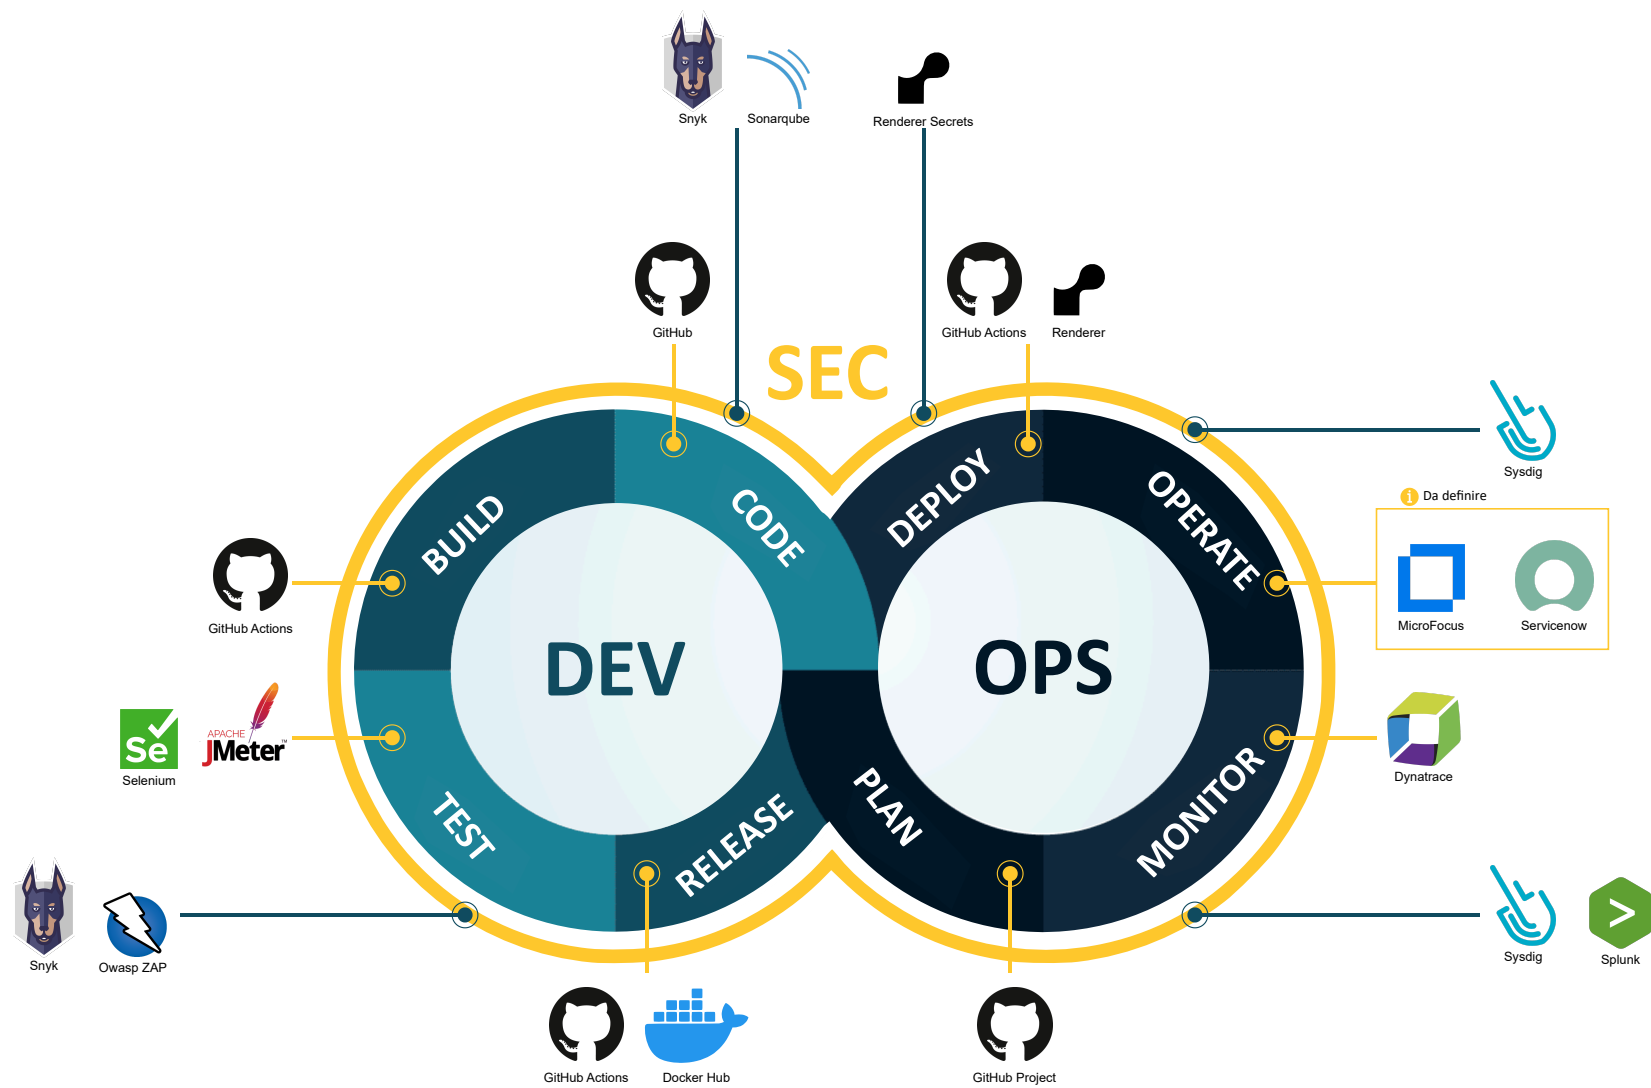 Snyk
Sonarqube
Renderer Secrets
GitHub
GitHub Actions
Renderer
SEC
Sysdig
i Da definire
BUILD
CODE
DEPLOY
OPERATE
GitHub Actions
MicroFocus
Servicenow
DEV
OPS
Se
Selenium
APACHE
JMeter™
Dynatrace
TEST
RELEASE
PLAN
MONITOR
Snyk
Owasp ZAP
Sysdig
>
Splunk
GitHub Actions
Docker Hub
GitHub Project